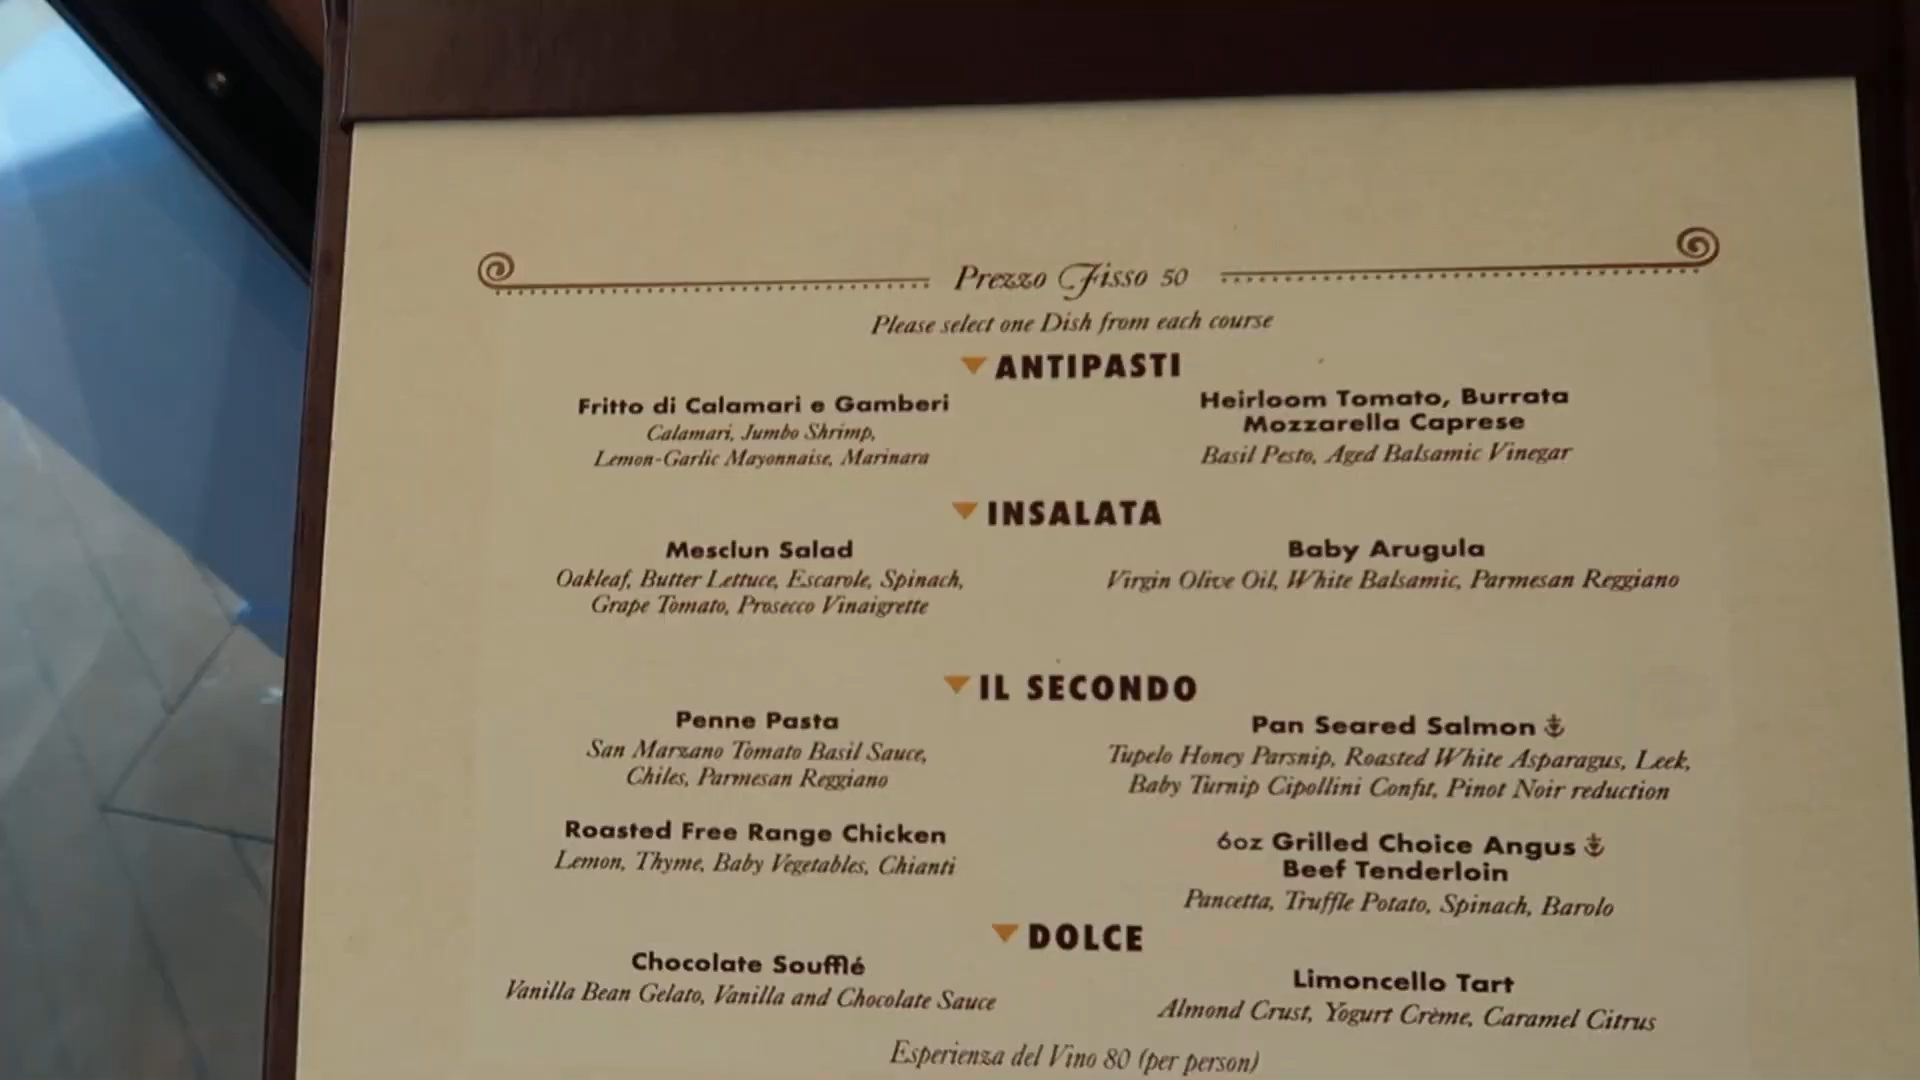 Prezzo Fisso 50
Please select one Dish from each course
ANTIPASTI
Fritto di Calamari e Gamberi
Calamari, Jumbo Shrimp,
Lemon-Garlic Mayonnaise, Marinara
Heirloom Tomato, Burrata
Mozzarella Caprese
Basil Pesto, Aged Balsamic Vinegar
INSALATA
Mesclun Salad
Oakleaf, Butter Lettuce, Escarole, Spinach,
Grape Tomato, Prosecco Vinaigrette
Baby Arugula
Virgin Olive Oil, White Balsamic, Parmesan Reggiano
IL SECONDO
Penne Pasta
San Marzano Tomato Basil Sauce,
Chiles, Parmesan Reggiano
Pan Seared Salmon
Tupelo Honey Parsnip, Roasted White Asparagus, Leek,
Baby Turnip Cipollini Confit, Pinot Noir reduction
Roasted Free Range Chicken
Lemon, Thyme, Baby Vegetables, Chianti
6oz Grilled Choice Angus
Beef Tenderloin
Pancetta, Truffle Potato, Spinach, Barolo
DOLCE
Chocolate Soufflé
Vanilla Bean Gelato, Vanilla and Chocolate Sauce
Limoncello Tart
Almond Crust, Yogurt Crème, Caramel Citrus
Esperienza del Vino 80 (per person)